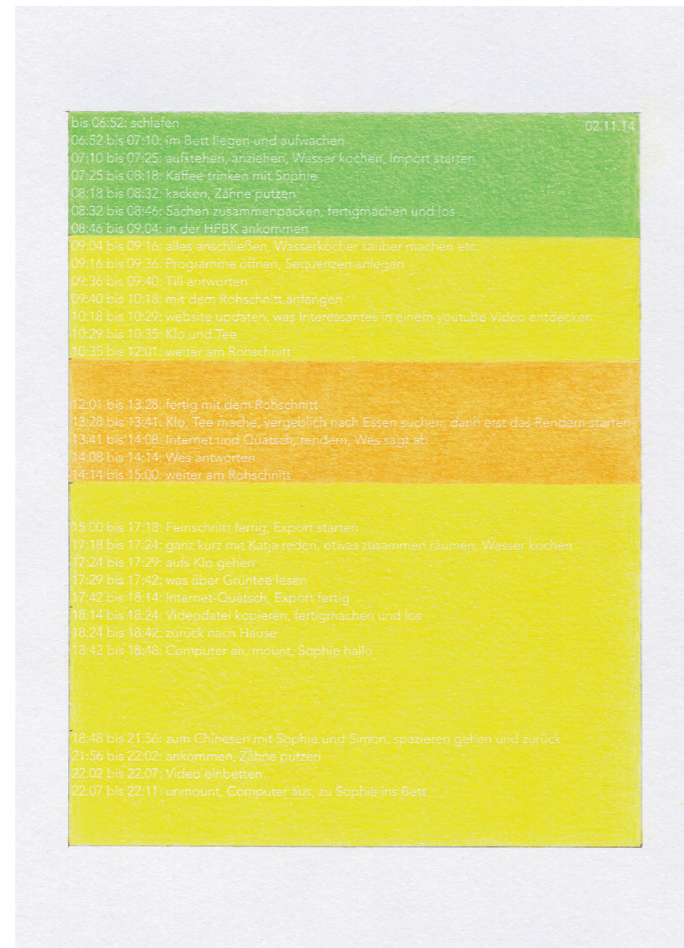 bis 06:52: schlafen
02.11.14
06:52 bis 07:10: im Bett liegen und aufwachen
07:10 bis 07:25: aufstehen, anziehen, Wasser kochen, Import starten
07:25 bis 08:18: Kaffee trinken mit Sophie
08:18 bis 08:32: kacken, Zähne putzen
08:32 bis 08:46: Sachen zusammenpacken, fertigmachen und los
08:46 bis 09:04: in der HFBK ankommen
09:04 bis 09:16: alles anschließen, Wasserkocher sauber machen etc.
09:16 bis 09:36: Programme öffnen, Sequenzen anlegen
09:36 bis 09:40: Till antworten
09:40 bis 10:18: mit dem Rohschnitt anfangen
10:18 bis 10:29: website updaten, was Interessantes in einem youtube Video entdecken
10:29 bis 10:35: Klo und Tee
10:35 bis 12:01: weiter am Rohschnitt
12:01 bis 13:28: fertig mit dem Rohschnitt
13:28 bis 13:41: Klo, Tee mache, vergeblich nach Essen suchen, dann erst das Rendern starten
13:41 bis 14:08: Internet und Quatsch, rendern, Wes sagt ab
14:08 bis 14:14: Wes antworten
14:14 bis 15:00: weiter am Rohschnitt
15:00 bis 17:18: Feinschnitt fertig, Export starten
17:18 bis 17.24: ganz kurz mit Katja reden, etwas zusammen räumen, Wasser kochen
17:24 bis 17:29: aufs Klo gehen
17:29 bis 17:42: was über Grüntee lesen
17:42 bis 18:14: Internet-Quatsch, Export fertig
18:14 bis 18:24: Videodatei kopieren, fertigmachen und los
18:24 bis 18:42: zurück nach Hause
18:42 bis 18:48: Computer an, mount, Sophie hallo
18:48 bis 21:56: zum Chinesen mit Sophie und Simon, spazieren gehen und zurück
21:56 bis 22:02: ankommen, Zähne putzen
22:02 bis 22.07: Video einbetten
22:07 bis 22:11: unmount, Computer aus, zu Sophie ins Bett